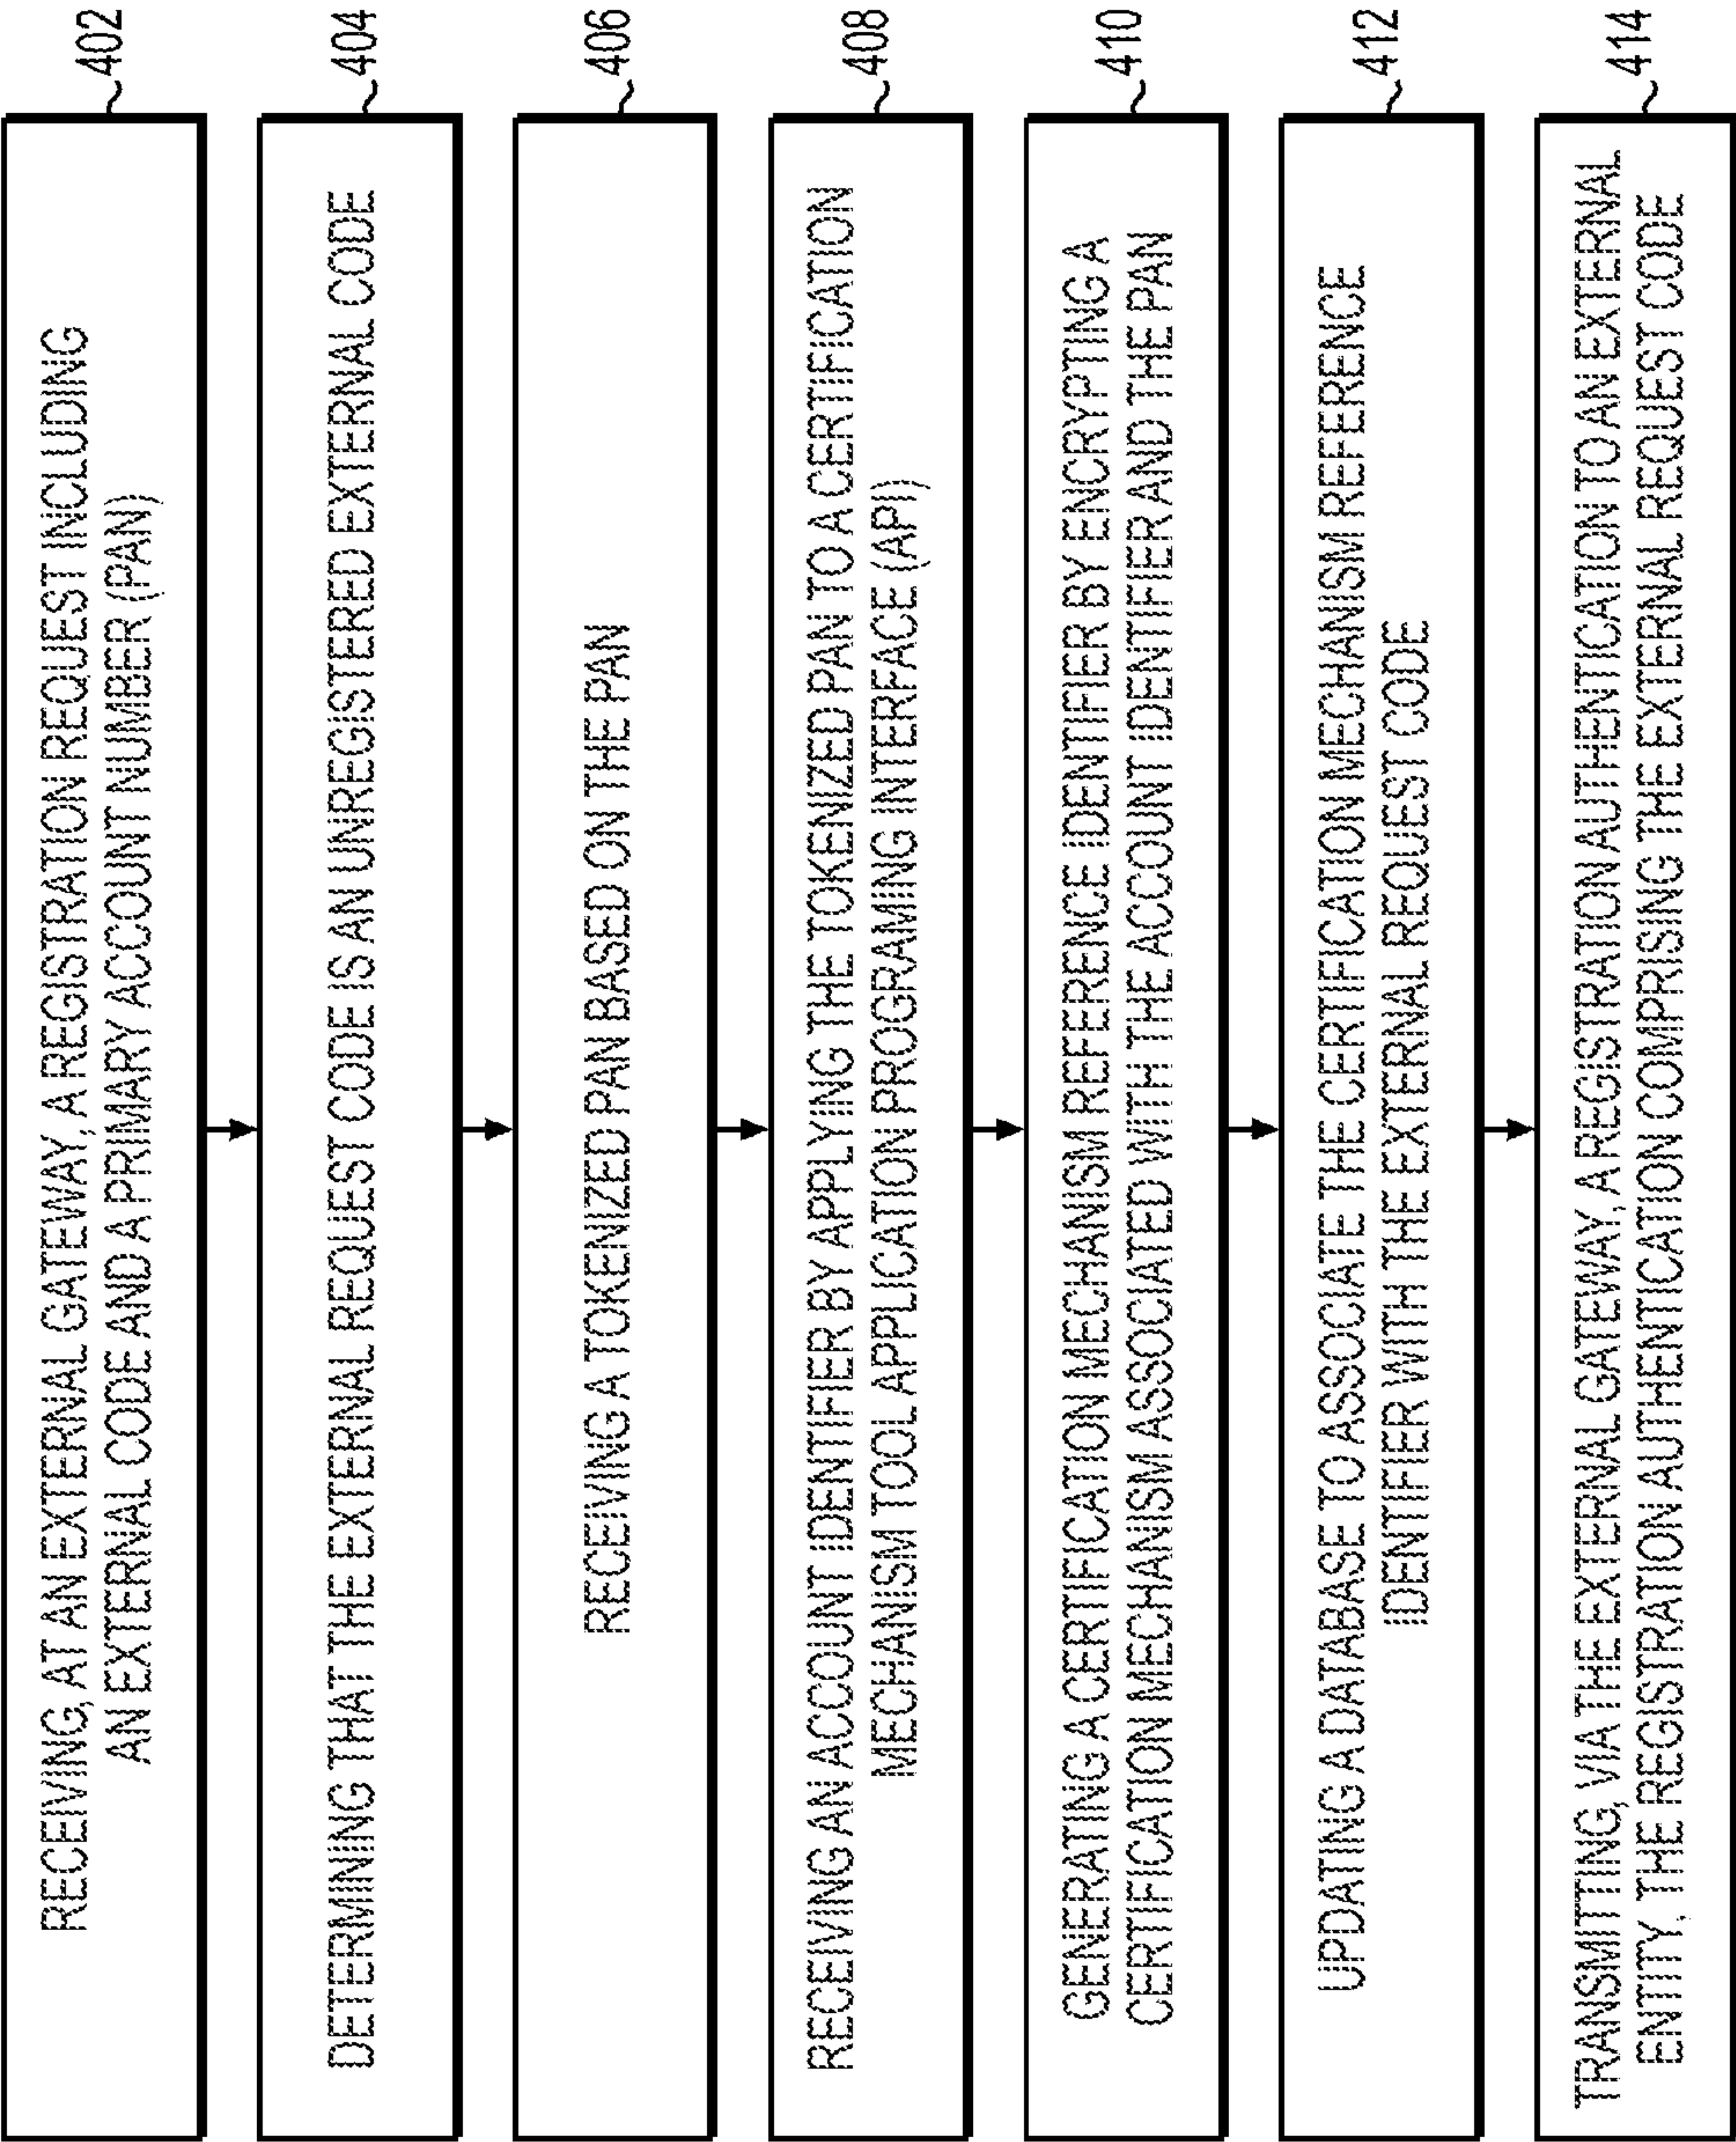 RECEIVING, AT AN EXTERNAL GATEWAY, A REGISTRATION REQUEST INCLUDING
AN EXTERNAL CODE AND A PRIMARY ACCOUNT NUMBER (PAN)
402
DETERMINING THAT THE EXTERNAL REQUEST CODE IS AN UNREGISTERED EXTERNAL CODE
404
RECEIVING A TOKENIZED PAN BASED ON THE PAN
406
RECEIVING AN ACCOUNT IDENTIFIER BY APPLYING THE TOKENIZED PAN TO A CERTIFICATION
MECHANISM TOOL APPLICATION PROGRAMING INTERFACE (API)
408
GENERATING A CERTIFICATION MECHANISM REFERENCE IDENTIFIER BY ENCRYPTING A
CERTIFICATION MECHANISM ASSOCIATED WITH THE ACCOUNT IDENTIFIER AND THE PAN
410
UPDATING A DATABASE TO ASSOCIATE THE CERTIFICATION MECHANISM REFERENCE
IDENTIFIER WITH THE EXTERNAL REQUEST CODE
412
TRANSMITTING, VIA THE EXTERNAL GATEWAY, A REGISTRATION AUTHENTICATION TO AN EXTERNAL
ENTITY, THE REGISTRATION AUTHENTICATION COMPRISING THE EXTERNAL REQUEST CODE
414